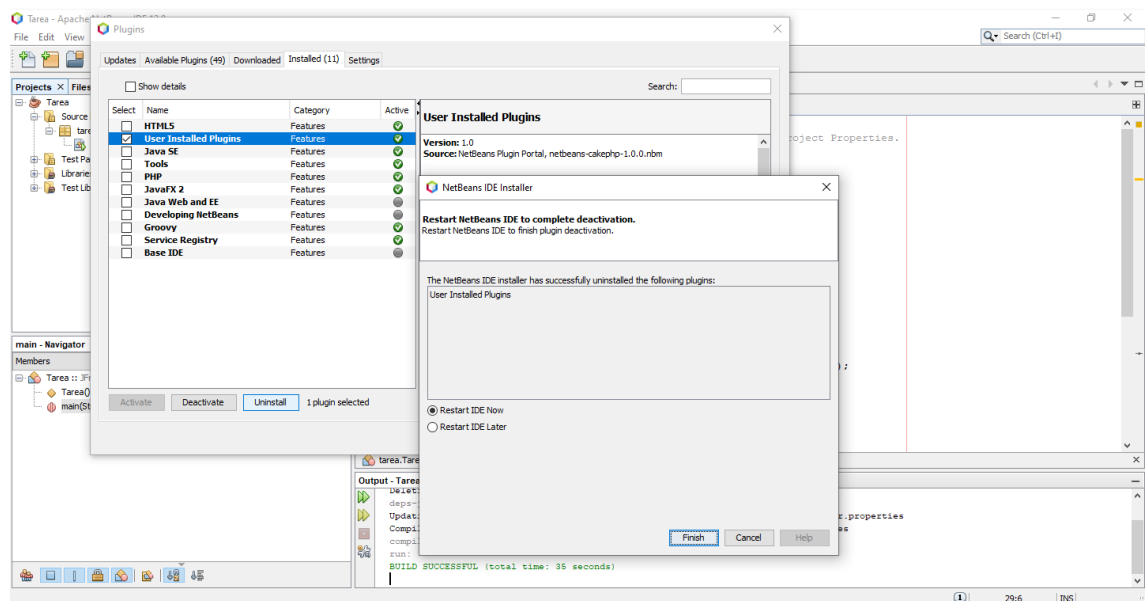 Tarea - Apache
File Edit View
Search (Ctrl+I)
Plugins
Updates Available Plugins (49) Downloaded Installed (11) Settings
Show details
Search:
Select Name Category Active
HTML5 Features
User Installed Plugins Features
Java SE Features
Tools Features
PHP Features
JavaFX 2 Features
Java Web and EE Features
Developing NetBeans Features
Groovy Features
Service Registry Features
Base IDE Features
User Installed Plugins
Version: 1.0
Source: NetBeans Plugin Portal, netbeans-cakephp-1.0.0.nbm
Activate Deactivate Uninstall 1 plugin selected
Projects Files
Tarea
Source
tare
Test Pa
Librarie
Test Lib
oject Properties.
);
main - Navigator
Members
Tarea :: JFr
Tarea()
main(St
NetBeans IDE Installer
Restart NetBeans IDE to complete deactivation.
Restart NetBeans IDE to finish plugin deactivation.
The NetBeans IDE installer has successfully uninstalled the following plugins:
User Installed Plugins
Restart IDE Now
Restart IDE Later
Finish Cancel Help
tarea.Tare
Output - Tarea
deps-
Updat
r.properties
Compil
es
compil
run:
BUILD SUCCESSFUL (total time: 35 seconds)
1 29:6 INS